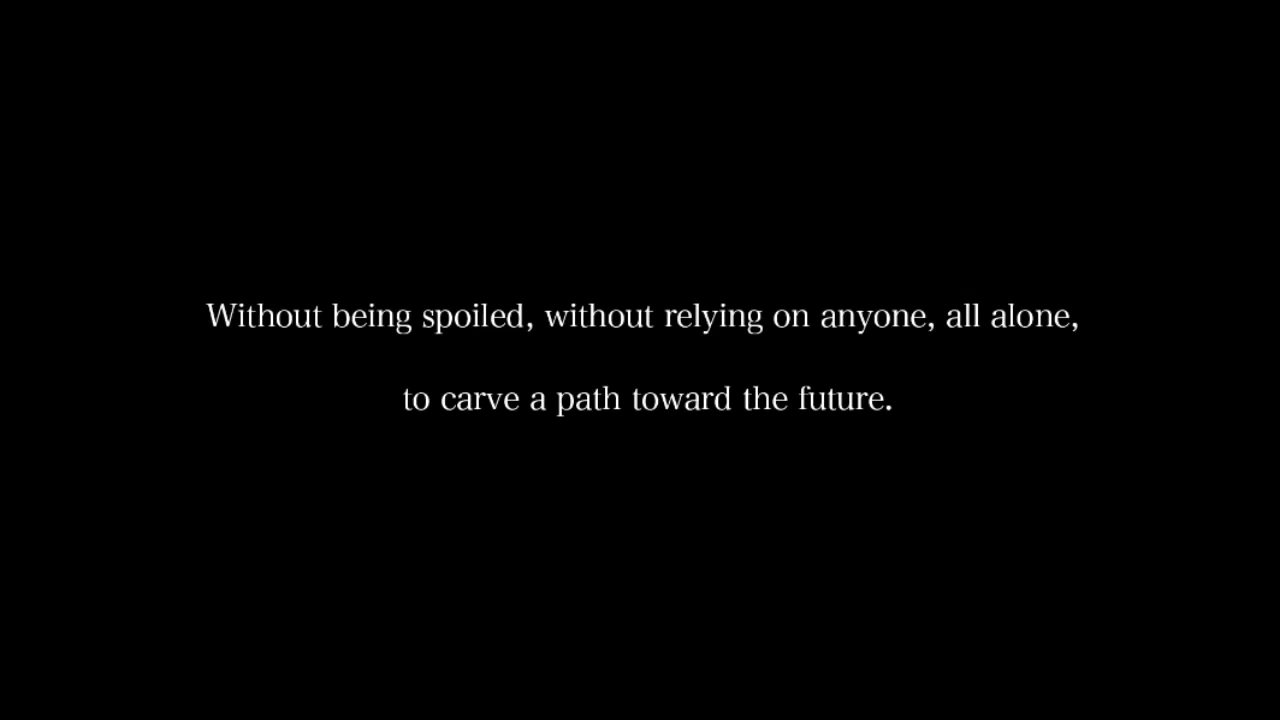 Without being spoiled, without relying on anyone, all alone,
to carve a path toward the future.